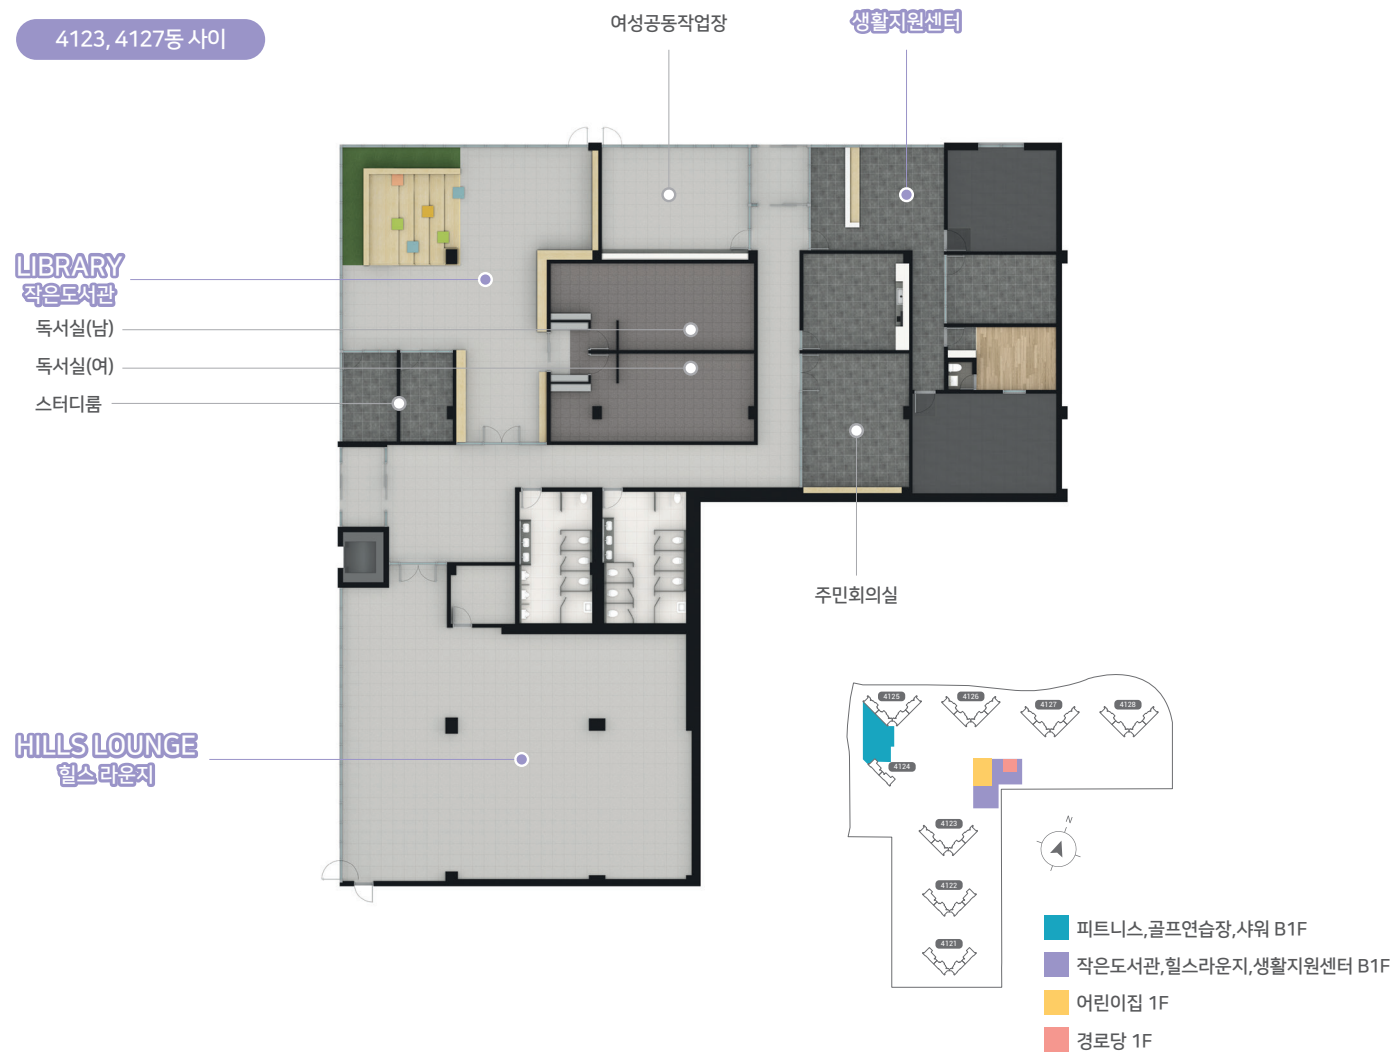 4123, 4127동 사이
여성공동작업장
생활지원센터
LIBRARY
작은도서관
독서실(남)
독서실(여)
스터디룸
주민회의실
HILLS LOUNGE
힐스 라운지
4125
4126
4127
4128
4124
4123
4122
4121
N
피트니스,골프연습장,샤워 B1F
작은도서관,힐스라운지,생활지원센터 B1F
어린이집 1F
경로당 1F